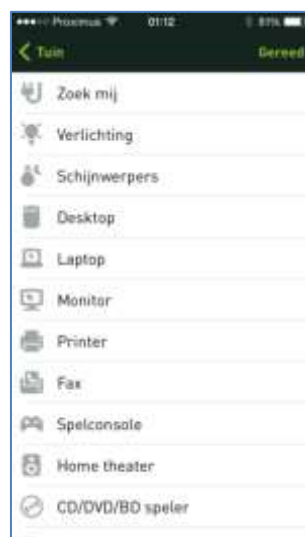 Proximus 01:12 81%
Tuin Gereed
Zoek mij
Verlichting
Schijnwerpers
Desktop
Laptop
Monitor
Printer
Fax
Spelconsole
Home theater
CD/DVD/BD speler